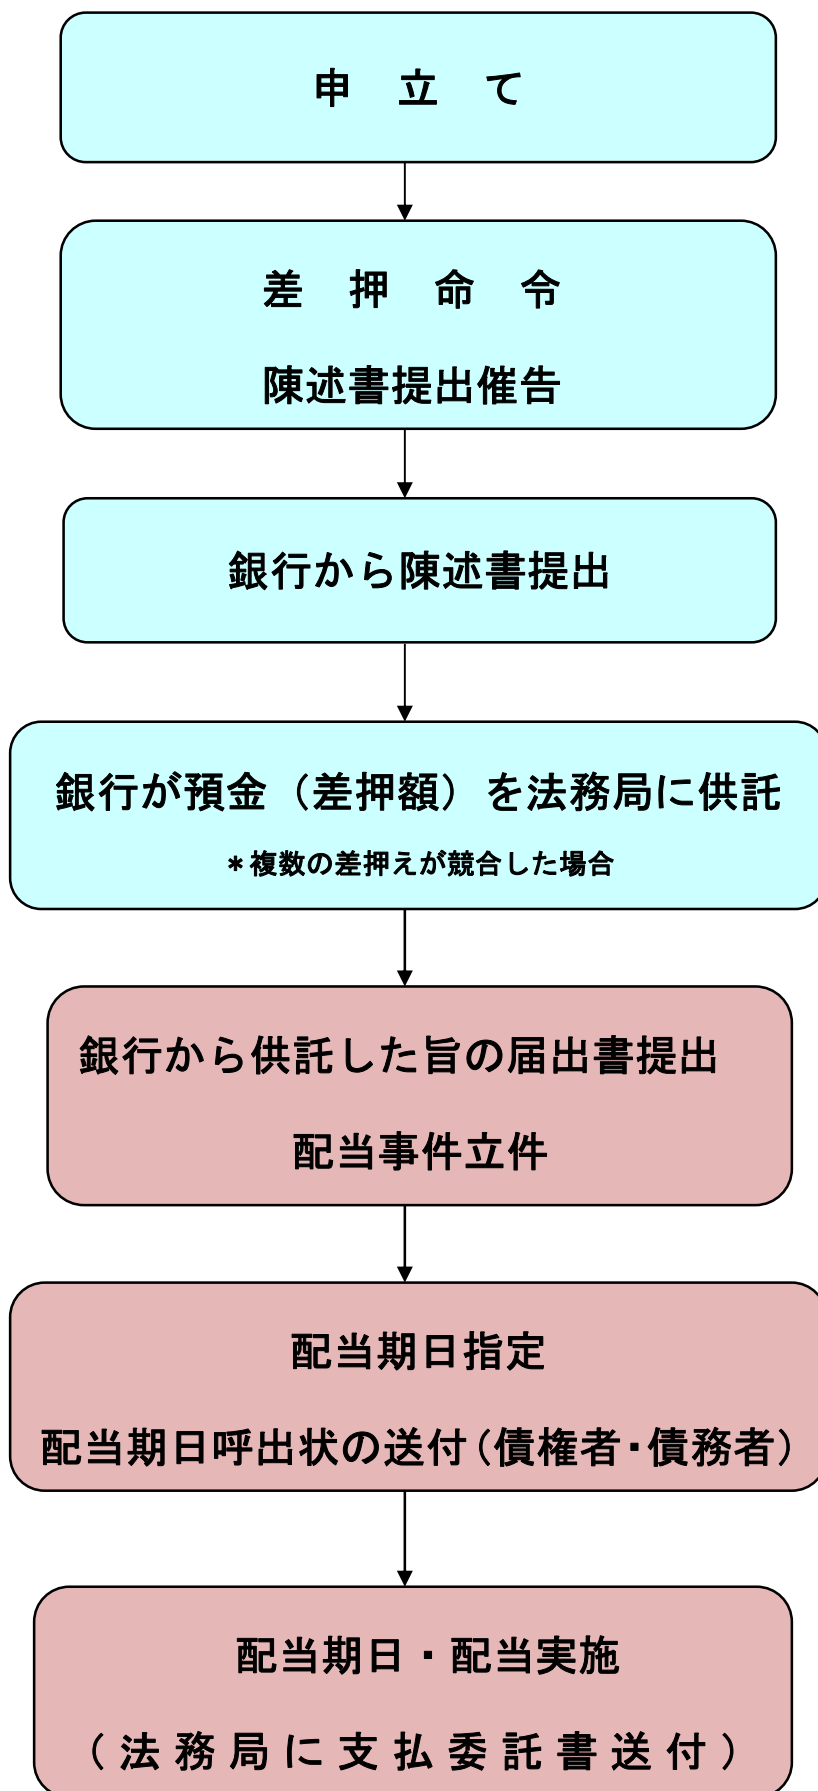 申　立　て
差　押　命　令
陳述書提出催告
銀行から陳述書提出
銀行が預金（差押額）を法務局に供託
＊複数の差押えが競合した場合
銀行から供託した旨の届出書提出
配当事件立件
配当期日指定
配当期日呼出状の送付（債権者・債務者）
配当期日・配当実施
（法務局に支払委託書送付）